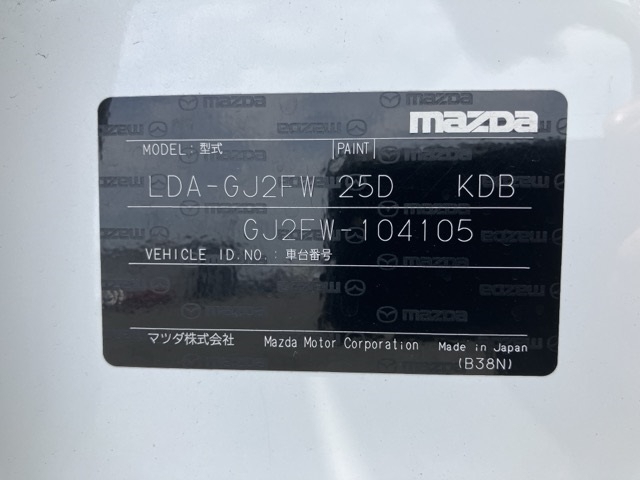 mazda
MODEL: 型式 PAINT
LDA-GJ2FW 25D KDB
GJ2FW-104105
VEHICLE ID.NO.: 車台番号
マツダ株式会社 Mazda Motor Corporation Made in Japan
(B38N)